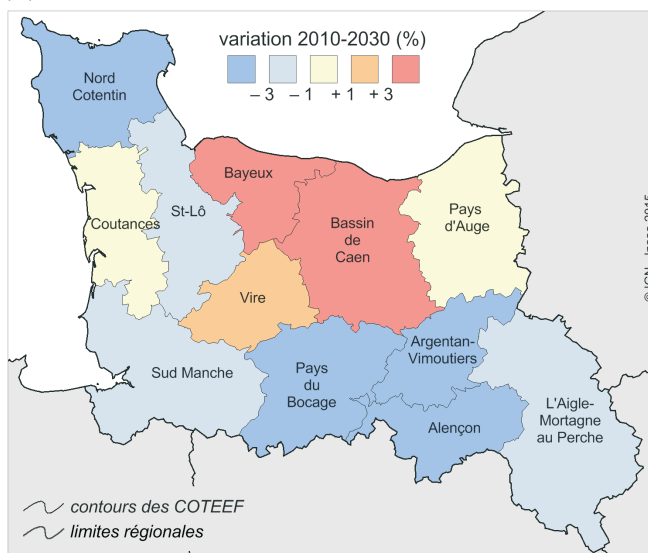 variation 2010-2030 (%)
– 3 – 1 + 1 + 3
Nord
Cotentin
Bayeux
St-Lô
Coutances
Bassin
de
Caen
Pays
d'Auge
Vire
Argentan-
Vimoutiers
Sud Manche
Pays
du
Bocage
L'Aigle-
Mortagne
au Perche
Alençon
contours des COTEEF
limites régionales